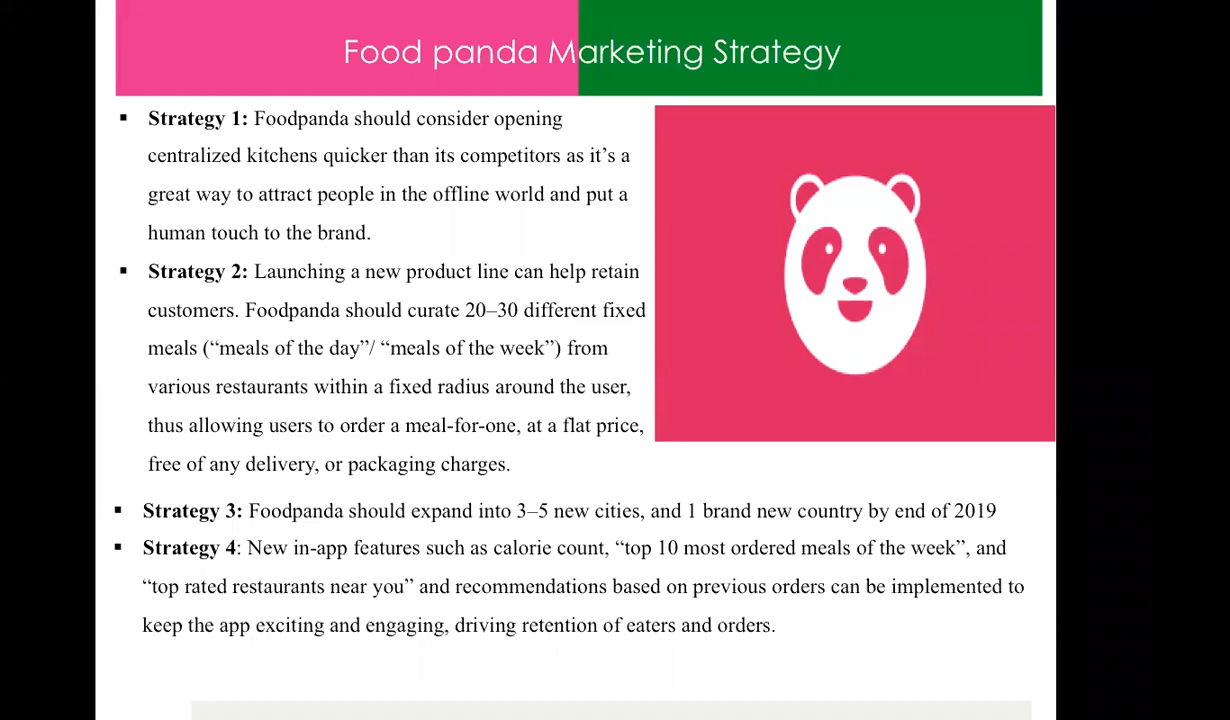 Food panda Marketing Strategy
▪ Strategy 1: Foodpanda should consider opening
centralized kitchens quicker than its competitors as it’s a
great way to attract people in the offline world and put a
human touch to the brand.
▪ Strategy 2: Launching a new product line can help retain
customers. Foodpanda should curate 20–30 different fixed
meals (“meals of the day”/ “meals of the week”) from
various restaurants within a fixed radius around the user,
thus allowing users to order a meal-for-one, at a flat price,
free of any delivery, or packaging charges.
▪ Strategy 3: Foodpanda should expand into 3–5 new cities, and 1 brand new country by end of 2019
▪ Strategy 4: New in-app features such as calorie count, “top 10 most ordered meals of the week”, and
“top rated restaurants near you” and recommendations based on previous orders can be implemented to
keep the app exciting and engaging, driving retention of eaters and orders.